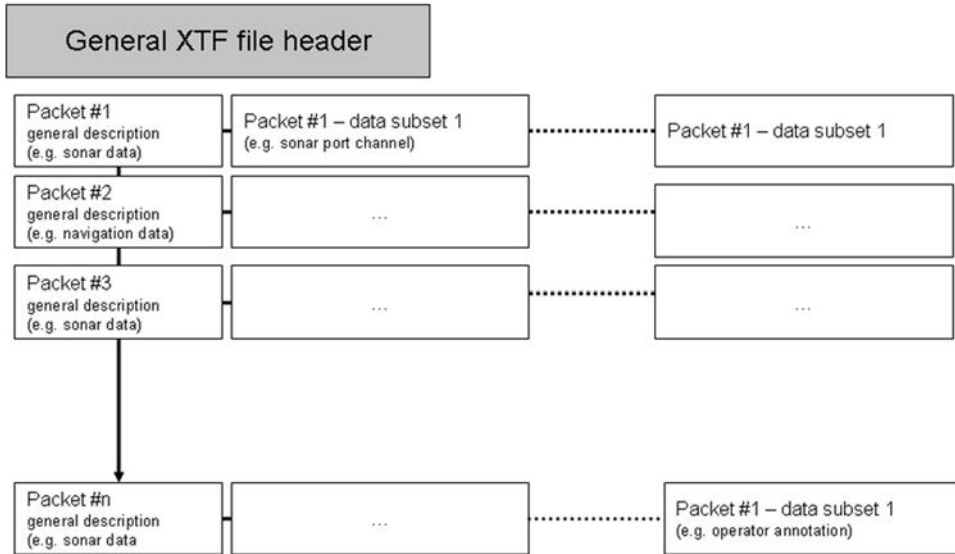 General XTF file header
Packet #1
general description
(e.g. sonar data)
Packet #1 – data subset 1
(e.g. sonar port channel)
Packet #1 – data subset 1
Packet #2
general description
(e.g. navigation data)
...
...
Packet #3
general description
(e.g. sonar data)
...
...
Packet #n
general description
(e.g. sonar data
...
Packet #1 – data subset 1
(e.g. operator annotation)